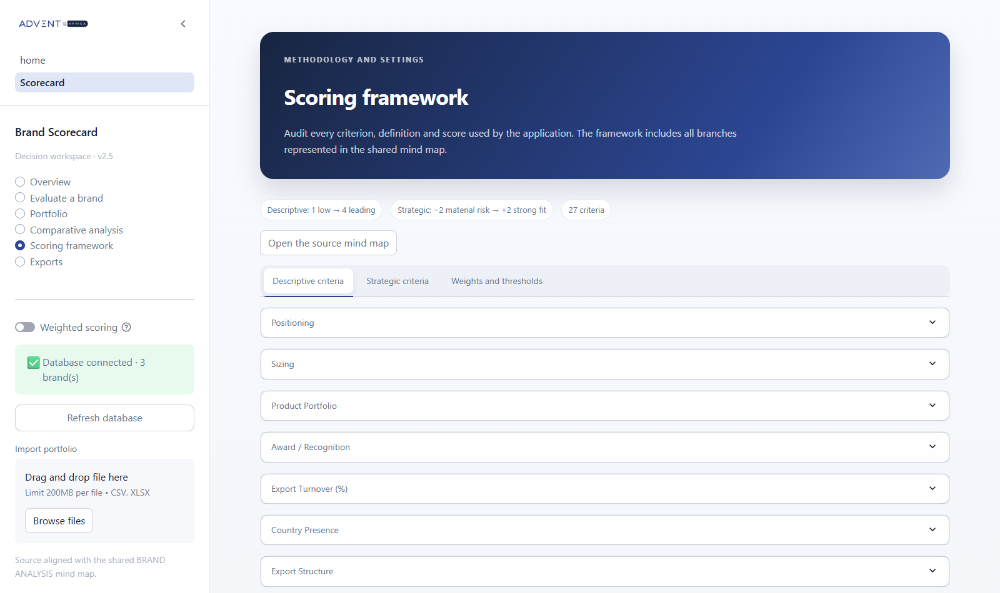 ADVENT AFRICA
home
Scorecard
Brand Scorecard
Decision workspace · v2.5
Overview
Evaluate a brand
Portfolio
Comparative analysis
Scoring framework
Exports
Weighted scoring
Database connected · 3
brand(s)
Refresh database
Import portfolio
Drag and drop file here
Limit 200MB per file • CSV, XLSX
Browse files
Source aligned with the shared BRAND
ANALYSIS mind map.
METHODOLOGY AND SETTINGS
Scoring framework
Audit every criterion, definition and score used by the application. The framework includes all branches
represented in the shared mind map.
Descriptive: 1 low → 4 leading
Strategic: −2 material risk → +2 strong fit
27 criteria
Open the source mind map
Descriptive criteria
Strategic criteria
Weights and thresholds
Positioning
Sizing
Product Portfolio
Award / Recognition
Export Turnover (%)
Country Presence
Export Structure